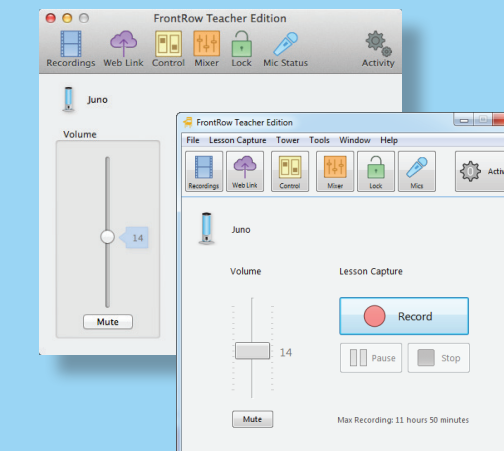 FrontRow Teacher Edition
Recordings Web Link Control Mixer Lock Mic Status Activity
Juno
Volume
14
Mute
FrontRow Teacher Edition
File Lesson Capture Tower Tools Window Help
Recordings Web Link Control Mixer Lock Mics
Juno
Volume Lesson Capture
Record
14
Pause Stop
Mute Max Recording: 11 hours 50 minutes